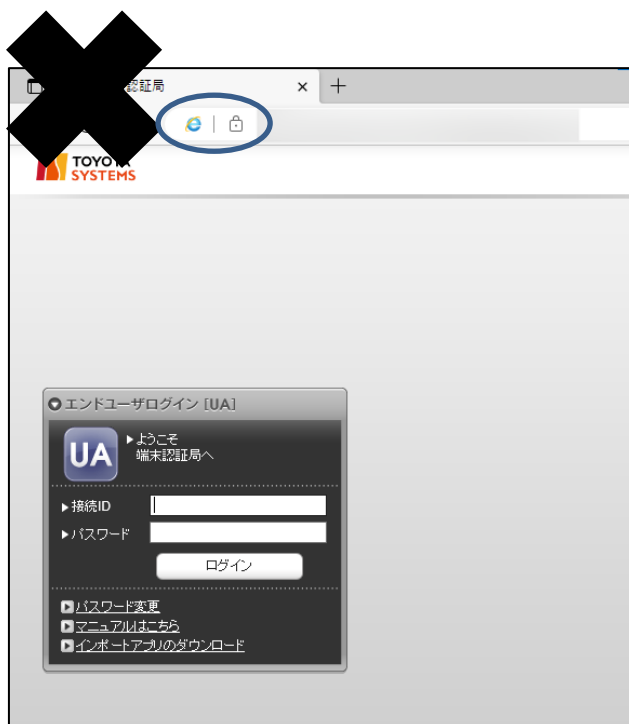 認証局
TOYOTA
SYSTEMS
エンドユーザログイン [UA]
UA
ようこそ
端末認証局へ
接続ID
パスワード
ログイン
パスワード変更
マニュアルはこちら
インポートアプリのダウンロード